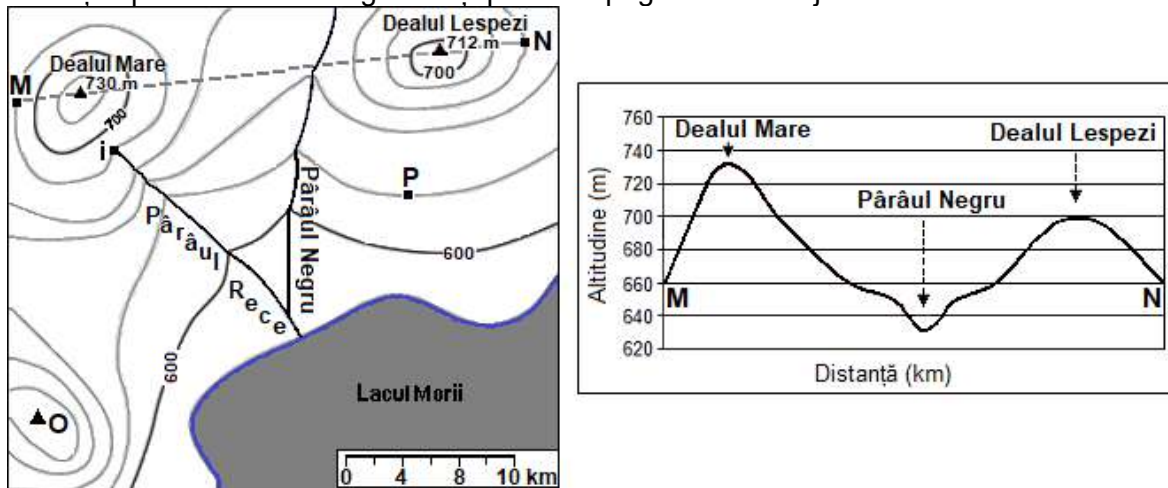 Dealul Lespezi
712 m
N
Dealul Mare
730 m
M
700
700
i
P
Pârâul Rece
Pârâul Negru
600
600
O
Lacul Morii
0 4 8 10 km
760
740
720
700
680
660
640
620
Altitudine (m)
Dealul Mare
Dealul Lespezi
Pârâul Negru
M
N
Distanță (km)